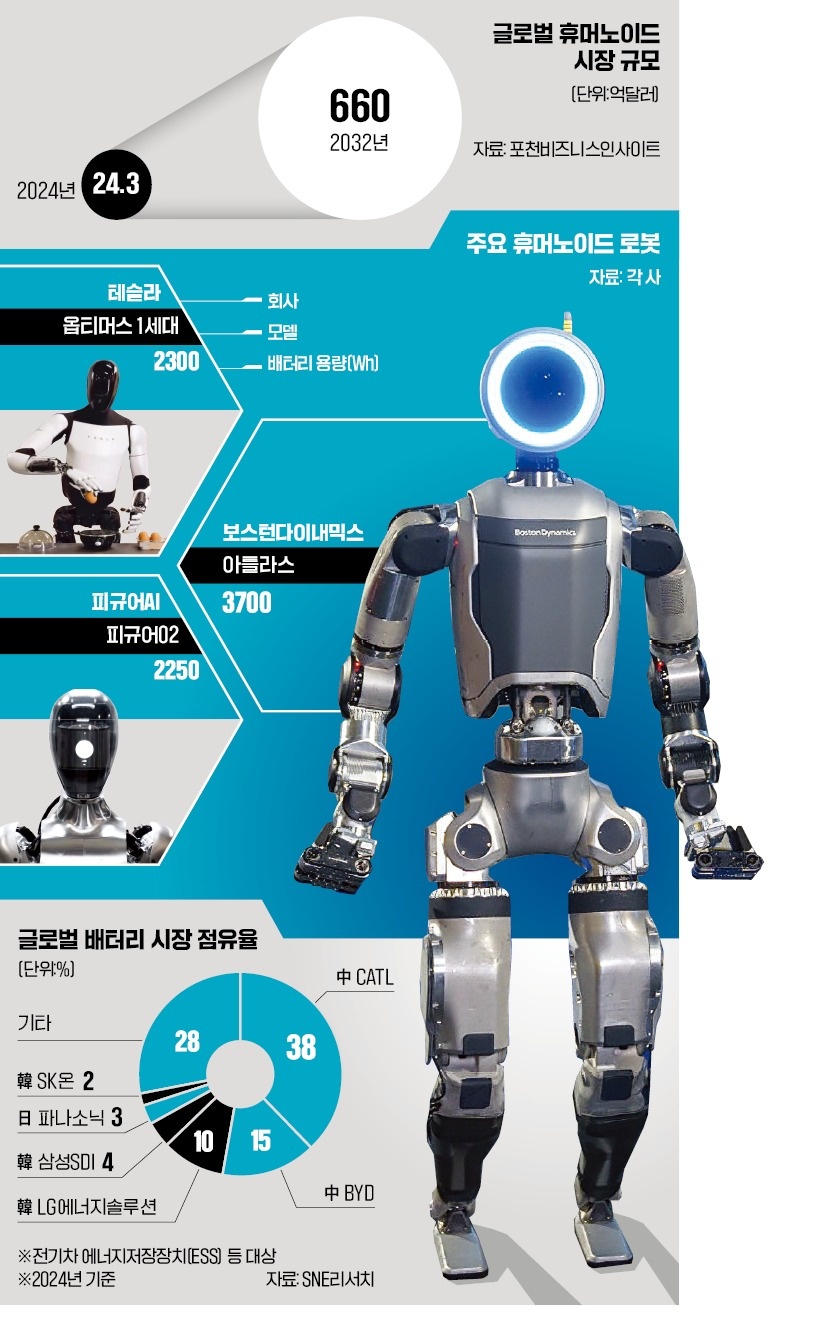 글로벌 휴머노이드
시장 규모
(단위:억달러)
자료: 포천비즈니스인사이트
660
2032년
2024년 24.3
주요 휴머노이드 로봇
자료: 각 사
테슬라
회사
옵티머스 1세대
모델
2300
배터리 용량(Wh)
보스턴다이내믹스
아틀라스
3700
BostonDynamics
피규어AI
피규어02
2250
글로벌 배터리 시장 점유율
(단위:%)
中 CATL
38
中 BYD
15
韓 LG에너지솔루션
10
韓 삼성SDI 4
日 파나소닉 3
韓 SK온 2
기타
28
※전기차 에너지저장장치(ESS) 등 대상
※2024년 기준
자료: SNE리서치